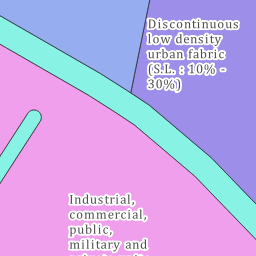 Discontinuous
low density
urban fabric
(S.L. : 10% -
30%)
Industrial,
commercial,
public,
military and